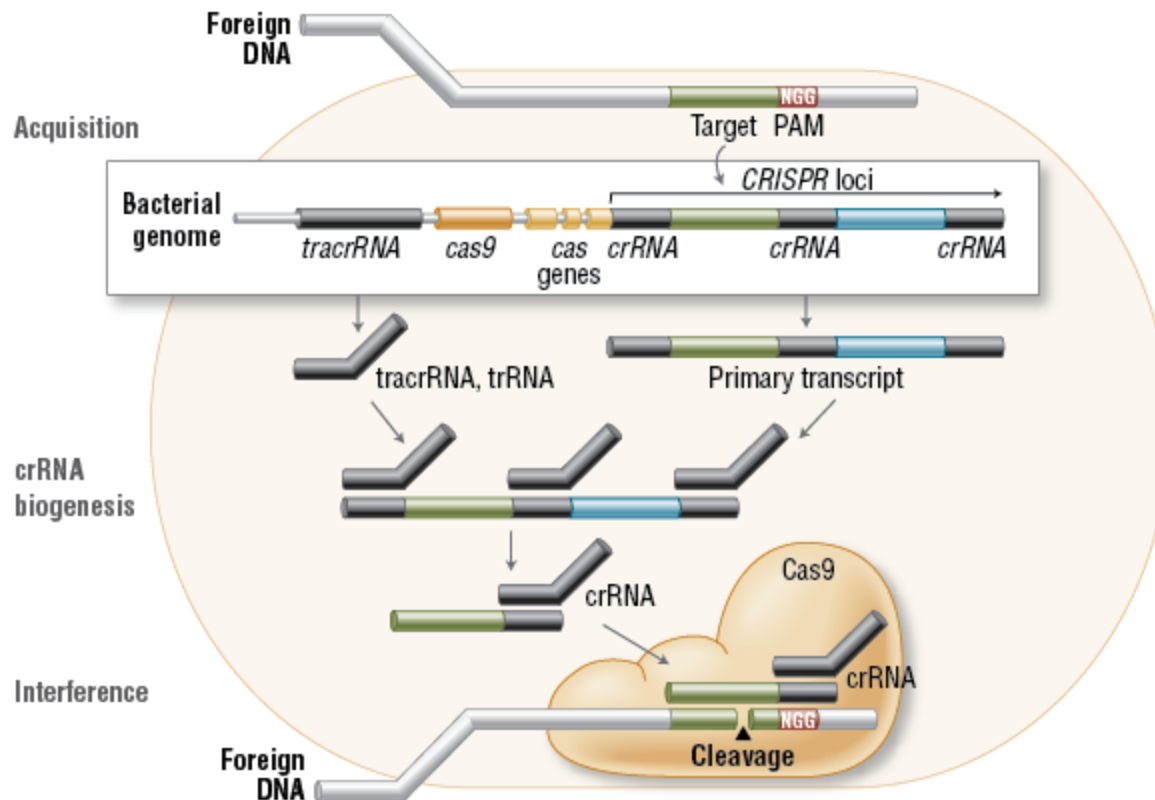 Foreign
DNA
NGG
Acquisition
Target PAM
CRISPR loci
Bacterial
genome
tracrRNA
cas9
cas
genes
crRNA
crRNA
crRNA
tracrRNA, trRNA
Primary transcript
crRNA
biogenesis
Cas9
crRNA
crRNA
Interference
NGG
Cleavage
Foreign
DNA